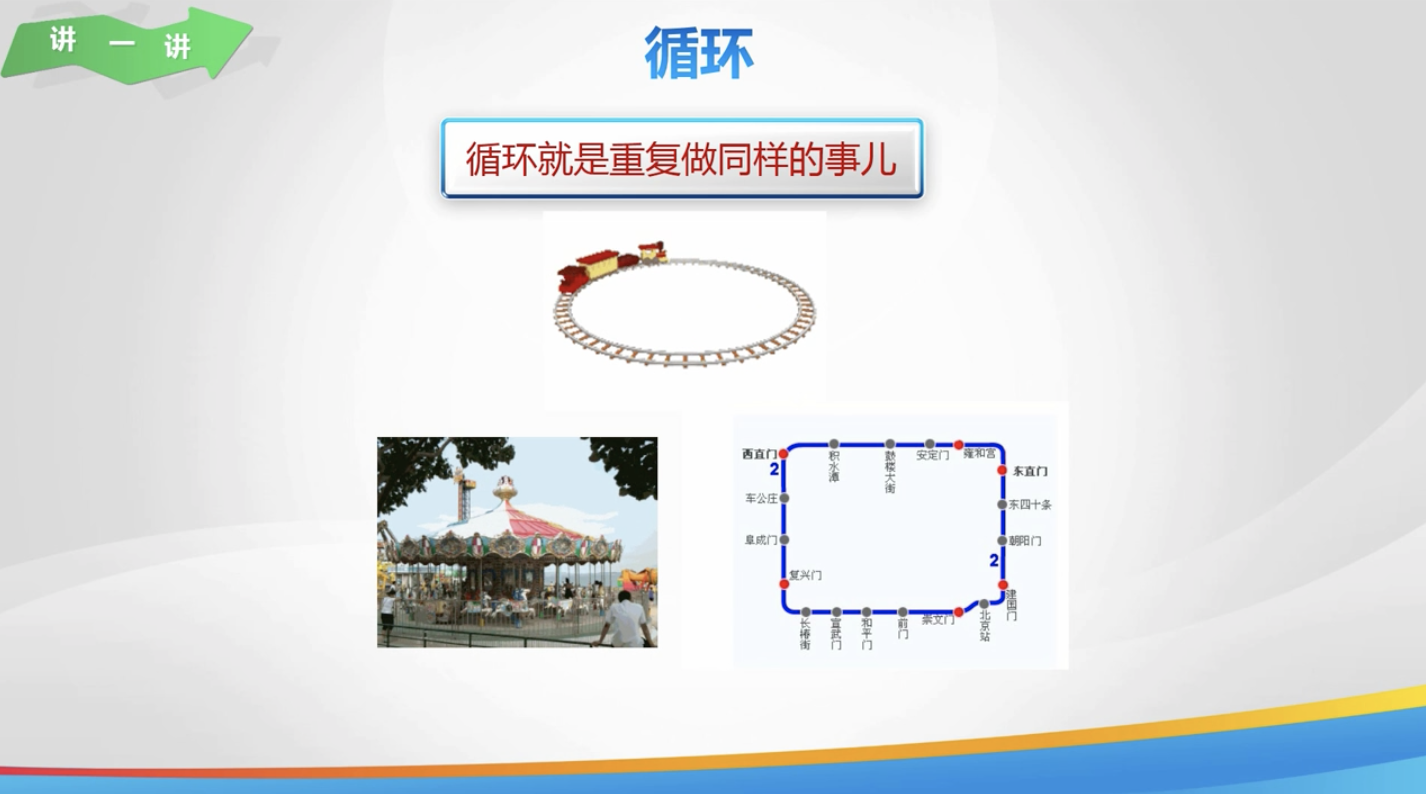 讲一讲
循环
循环就是重复做同样的事儿
西直门
2
积水潭
鼓楼大街
安定门
雍和宫
东直门
车公庄
东四十条
阜成门
朝阳门
2
复兴门
建国门
长椿街
宣武门
和平门
前门
崇文门
北京站